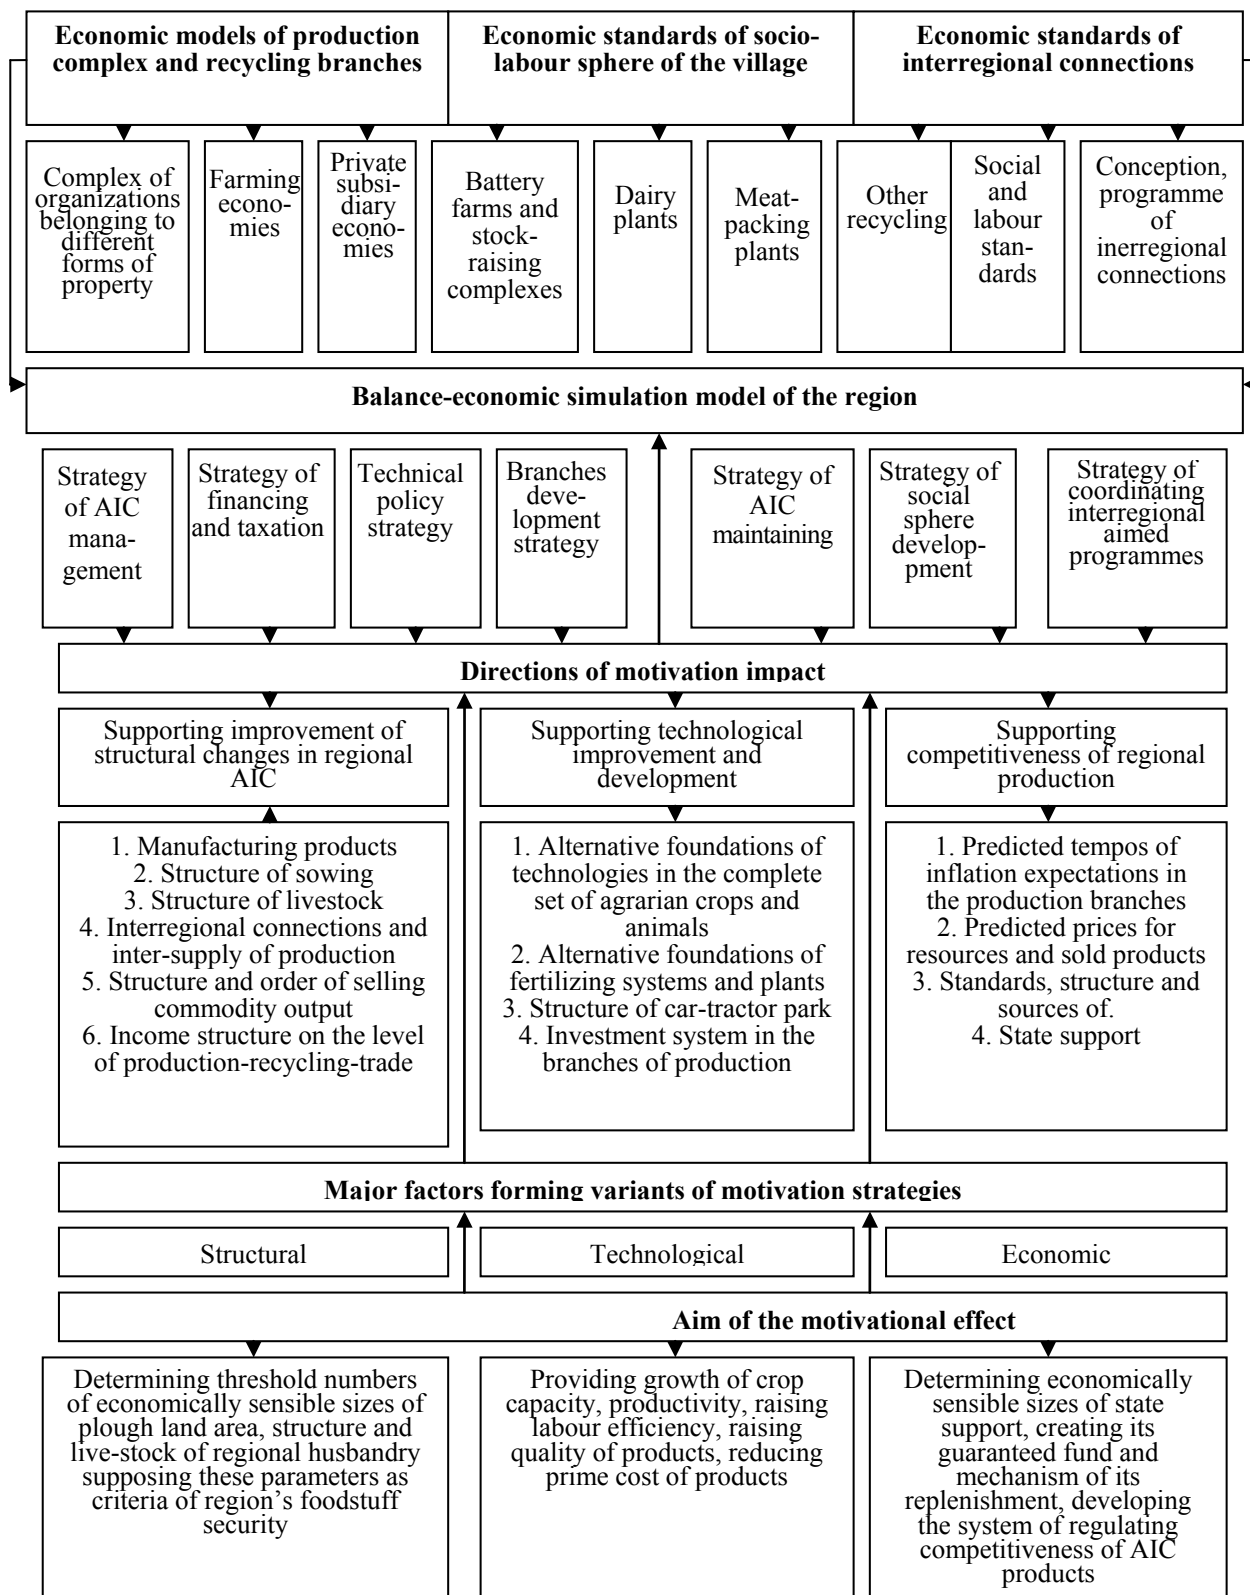 Economic models of production
complex and recycling branches
Economic standards of socio-
labour sphere of the village
Economic standards of
interregional connections
Complex of
organizations
belonging to
different
forms of
property
Farming
econo-
mies
Private
subsi-
diary
econo-
mies
Battery
farms and
stock-
raising
complexes
Dairy
plants
Meat-
packing
plants
Other
recycling
Social
and
labour
stan-
dards
Conception,
programme
of
inerregional
connections
Balance-economic simulation model of the region
Strategy
of AIC
mana-
gement
Strategy of
financing
and taxation
Technical
policy
strategy
Branches
deve-
lopment
strategy
Strategy of
AIC
maintaining
Strategy of
social
sphere
develop-
pment
Strategy of
coordinating
interregional
aimed
programmes
Directions of motivation impact
Supporting improvement of
structural changes in regional
AIC
Supporting technological
improvement and
development
Supporting
competitiveness of regional
production
1. Manufacturing products
2. Structure of sowing
3. Structure of livestock
4. Interregional connections and
inter-supply of production
5. Structure and order of selling
commodity output
6. Income structure on the level
of production-recycling-trade
1. Alternative foundations of
technologies in the complete
set of agrarian crops and
animals
2. Alternative foundations of
fertilizing systems and plants
3. Structure of car-tractor park
4. Investment system in the
branches of production
1. Predicted tempos of
inflation expectations in
the production branches
2. Predicted prices for
resources and sold products
3. Standards, structure and
sources of.
4. State support
Major factors forming variants of motivation strategies
Structural
Technological
Economic
Aim of the motivational effect
Determining threshold numbers
of economically sensible sizes of
plough land area, structure and
live-stock of regional husbandry
supposing these parameters as
criteria of region's foodstuff
security
Providing growth of crop
capacity, productivity, raising
labour efficiency, raising
quality of products, reducing
prime cost of products
Determining economically
sensible sizes of state
support, creating its
guaranteed fund and
mechanism of its
replenishment, developing
the system of regulating
competitiveness of AIC
products